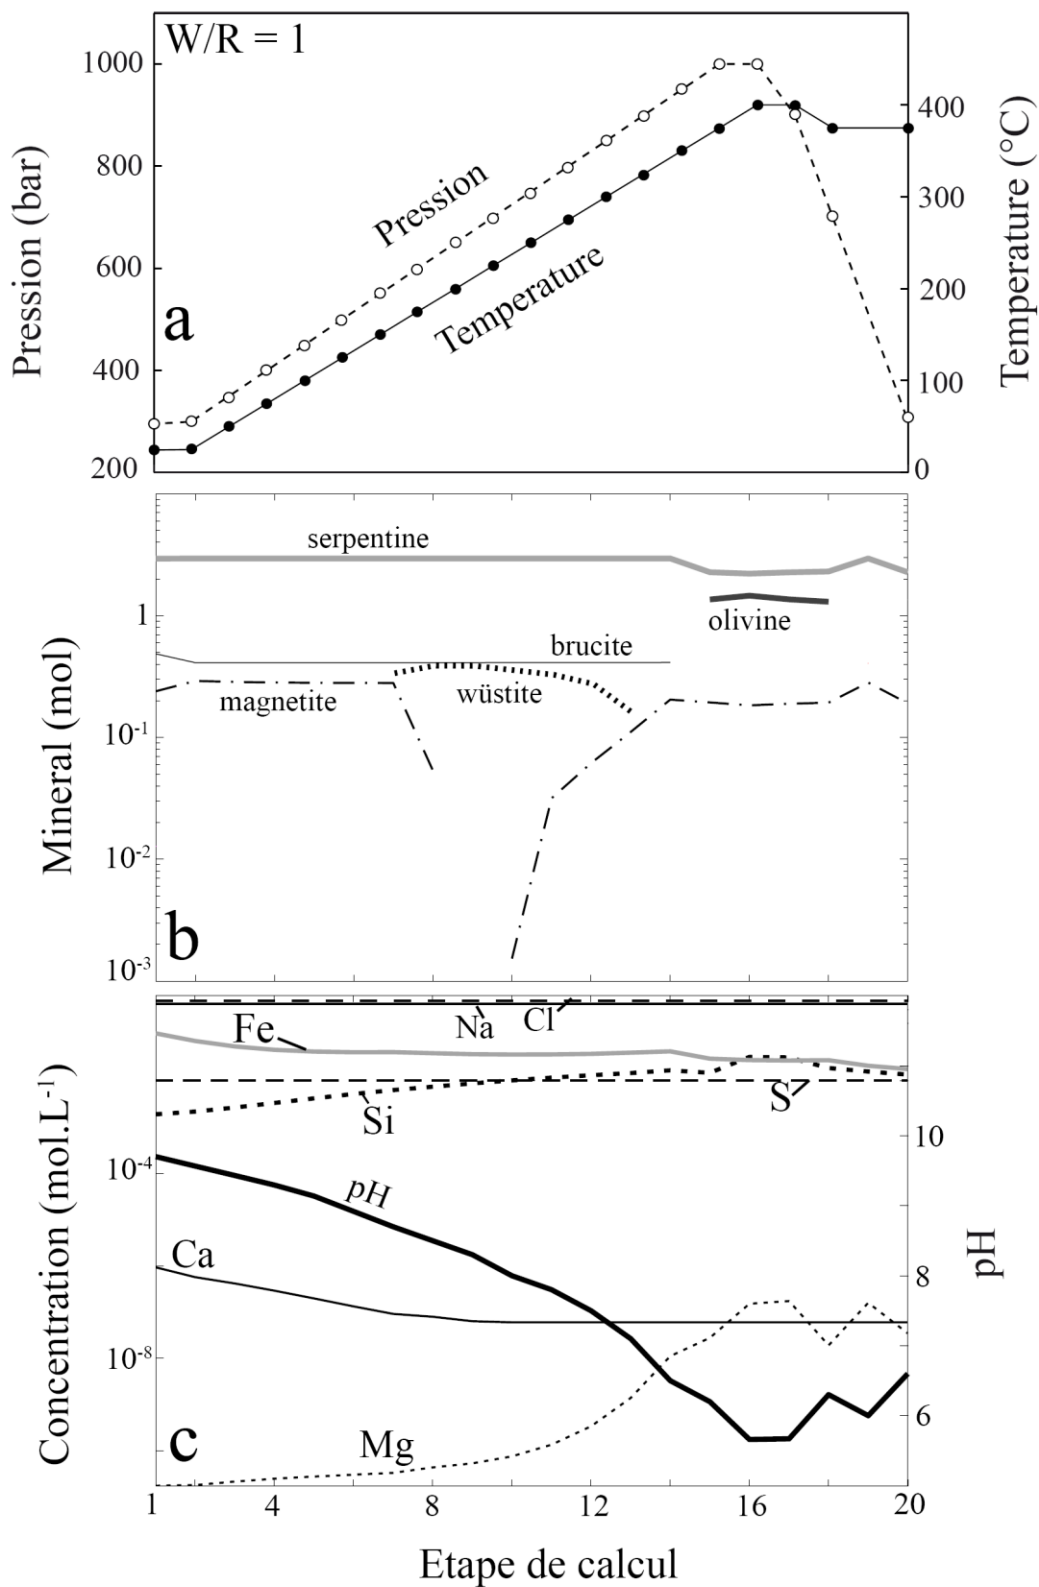 W/R = 1
1000
800
600
400
200
Pression (bar)
400
300
200
100
0
Temperature (°C)
Pression
Temperature
a
serpentine
olivine
brucite
magnetite
wüstite
1
10-1
10-2
10-3
Mineral (mol)
b
Na
Cl
Fe
Si
S
pH
Ca
Mg
10-4
10-8
Concentration (mol.L-1)
10
8
6
pH
c
1
4
8
12
16
20
Etape de calcul